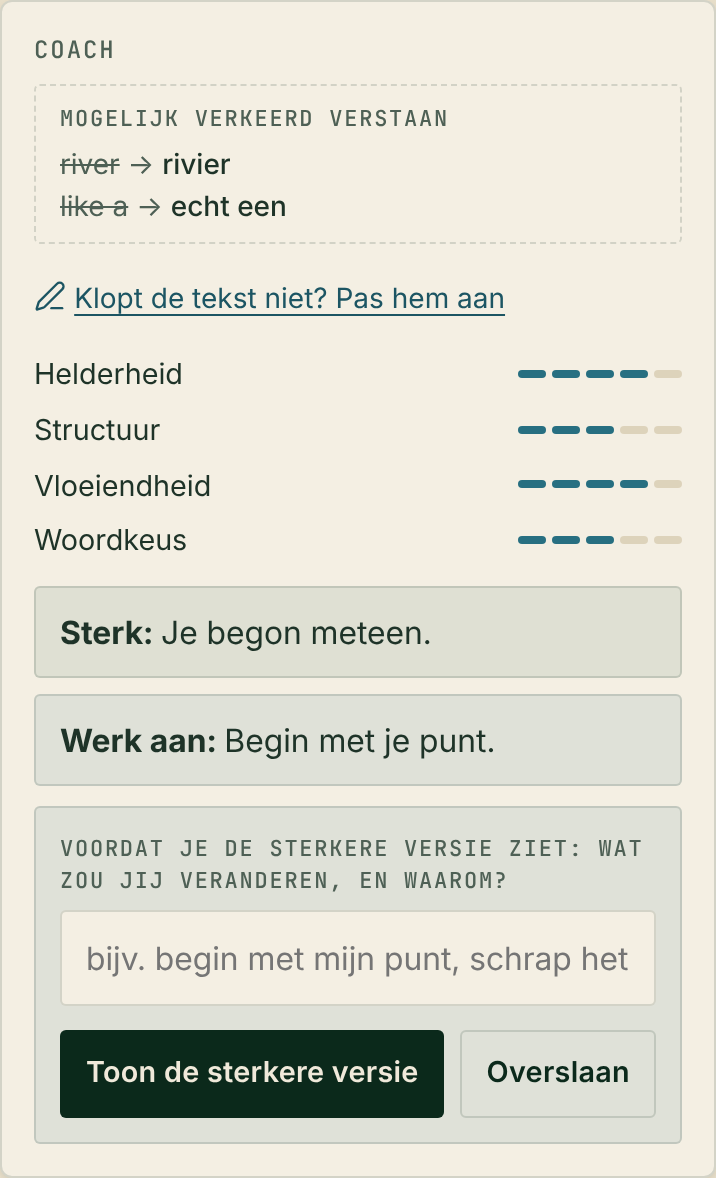 COACH
MOGELIJK VERKEERD VERSTAAN
river → rivier
like a → echt een
Klopt de tekst niet? Pas hem aan
Helderheid
Structuur
Vloeiendheid
Woordkeus
Sterk: Je begon meteen.
Werk aan: Begin met je punt.
VOORDAT JE DE STERKERE VERSIE ZIET: WAT
ZOU JIJ VERANDEREN, EN WAAROM?
bijv. begin met mijn punt, schrap het
Toon de sterkere versie
Overslaan